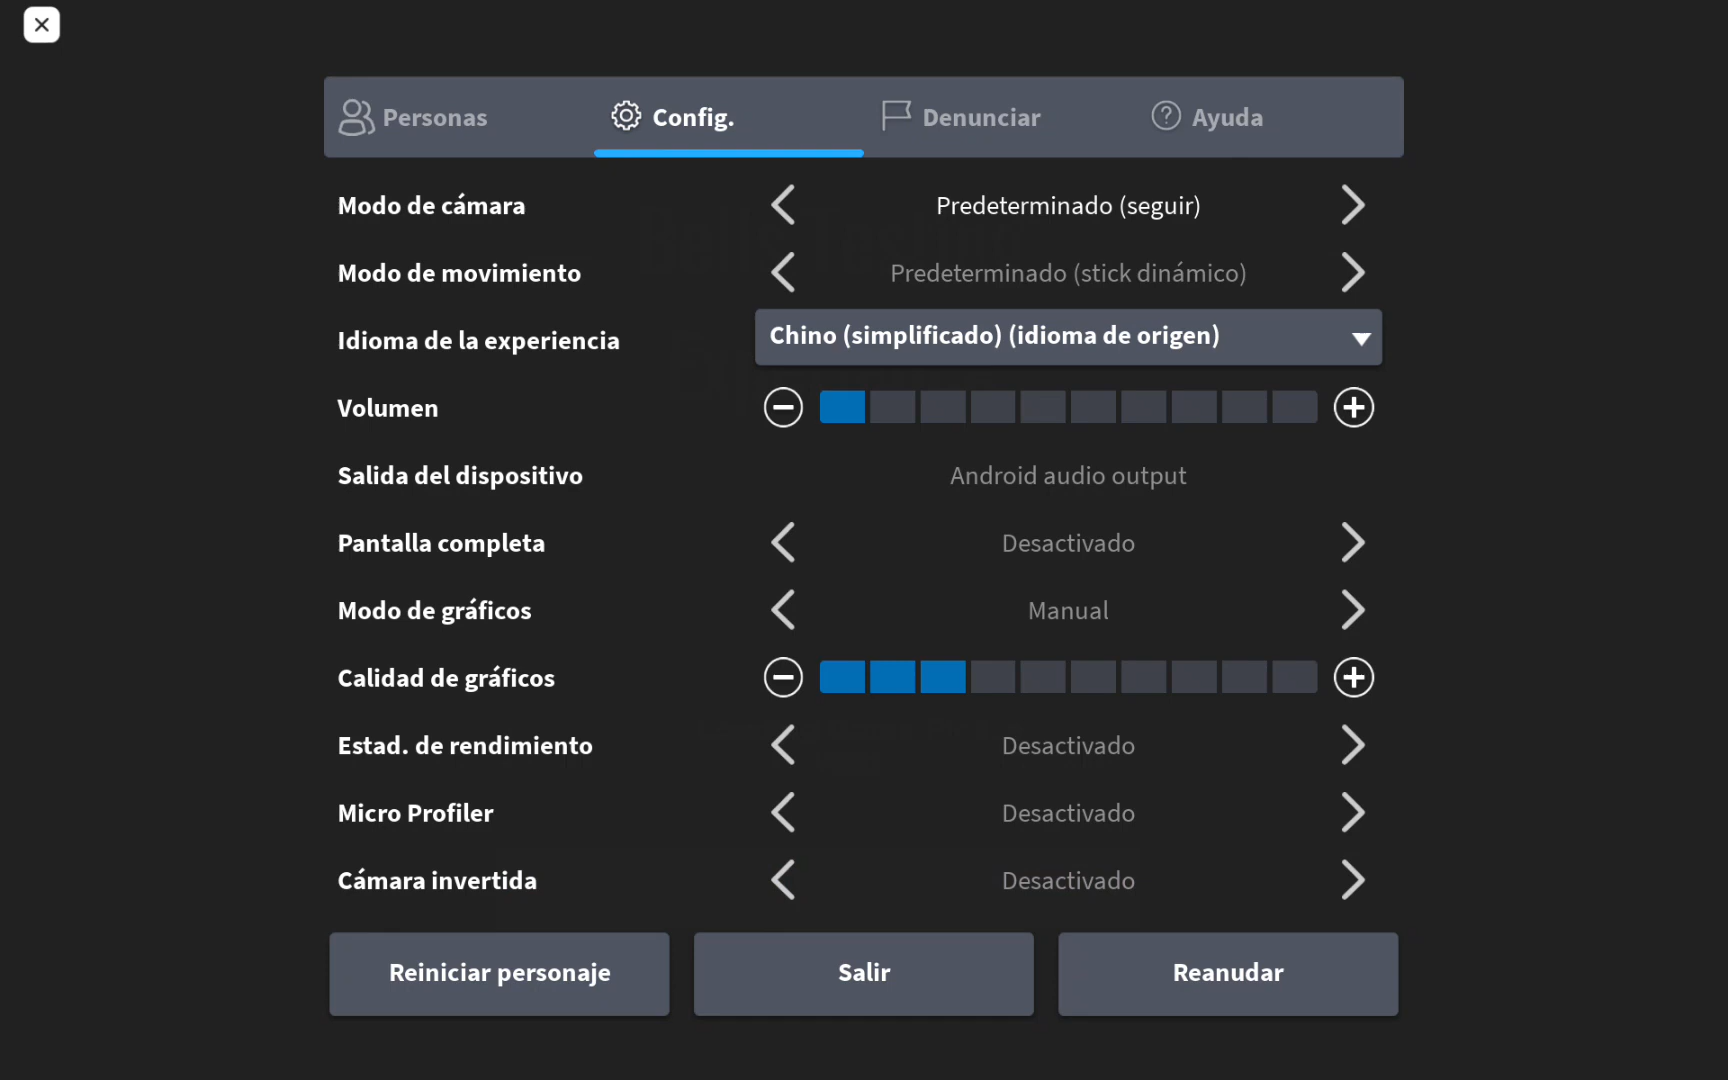 Personas
Config.
Denunciar
Ayuda
Modo de cámara
Predeterminado (seguir)
Modo de movimiento
Predeterminado (stick dinámico)
Idioma de la experiencia
Chino (simplificado) (idioma de origen)
Volumen
Salida del dispositivo
Android audio output
Pantalla completa
Desactivado
Modo de gráficos
Manual
Calidad de gráficos
Estad. de rendimiento
Desactivado
Micro Profiler
Desactivado
Cámara invertida
Desactivado
Reiniciar personaje
Salir
Reanudar